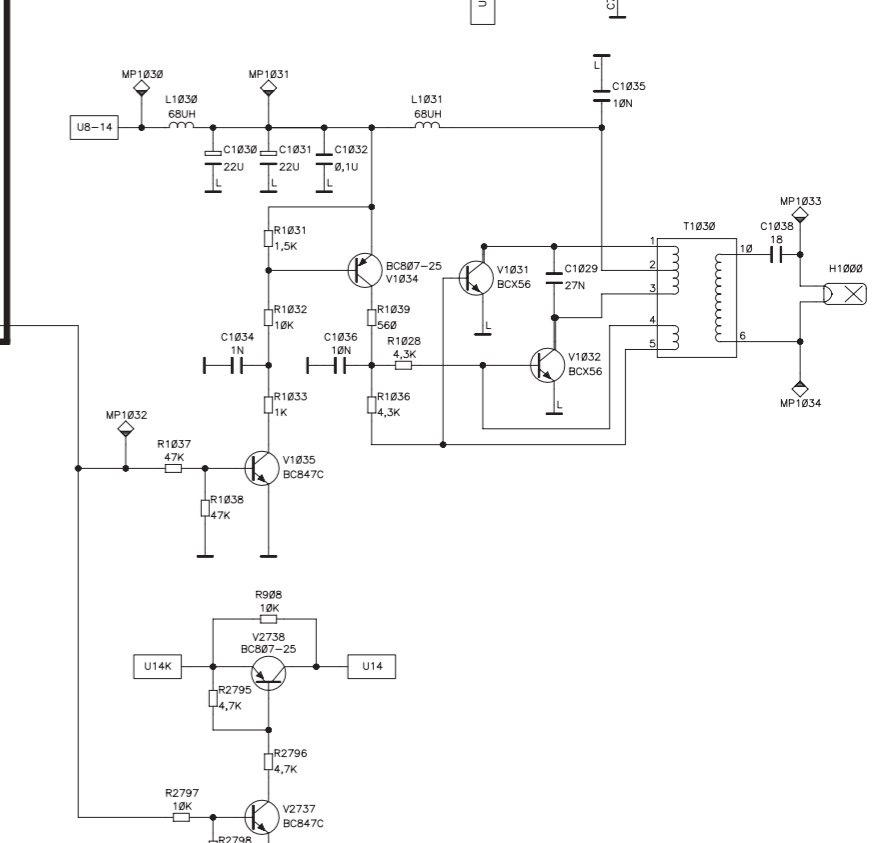 U
C
L
C1Ø35
1ØN
MP1Ø3Ø
MP1Ø31
L1Ø3Ø
68UH
L1Ø31
68UH
U8-14
C1Ø3Ø
22U
L
C1Ø31
22U
L
C1Ø32
Ø,1U
L
MP1Ø33
R1Ø31
1,5K
T1Ø3Ø
C1Ø38
18
1
1Ø
BC8Ø7-25
V1Ø34
V1Ø31
BCX56
C1Ø29
27N
2
H1ØØØ
3
R1Ø32
1ØK
R1Ø39
56Ø
L
4
C1Ø34
1N
C1Ø36
1ØN
R1Ø28
4,3K
5
6
V1Ø32
BCX56
R1Ø33
1K
R1Ø36
4,3K
L
MP1Ø34
MP1Ø32
R1Ø37
47K
V1Ø35
BC847C
R1Ø38
47K
R9Ø8
1ØK
V2738
BC8Ø7-25
U14K
U14
R2795
4,7K
R2796
4,7K
R2797
1ØK
V2737
BC847C
R2798